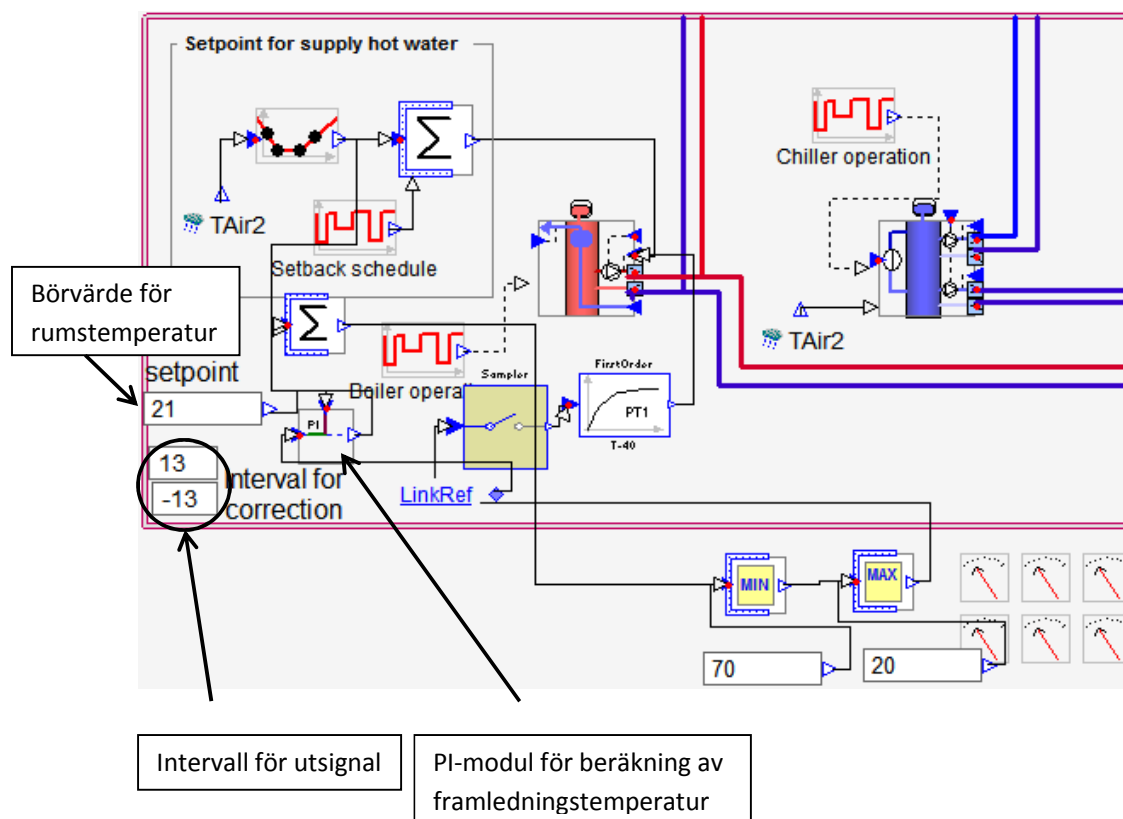 Setpoint for supply hot water
Σ
Chiller operation
TAir2
Setback schedule
Börvärde för
rumstemperatur
Σ
TAir2
setpoint
Boiler operati
Sampler
FirstOrder
21
PI
PT1
T-40
13
-13
Interval for
correction
LinkRef
MIN
MAX
70
20
Intervall för utsignal
PI-modul för beräkning av
framledningstemperatur